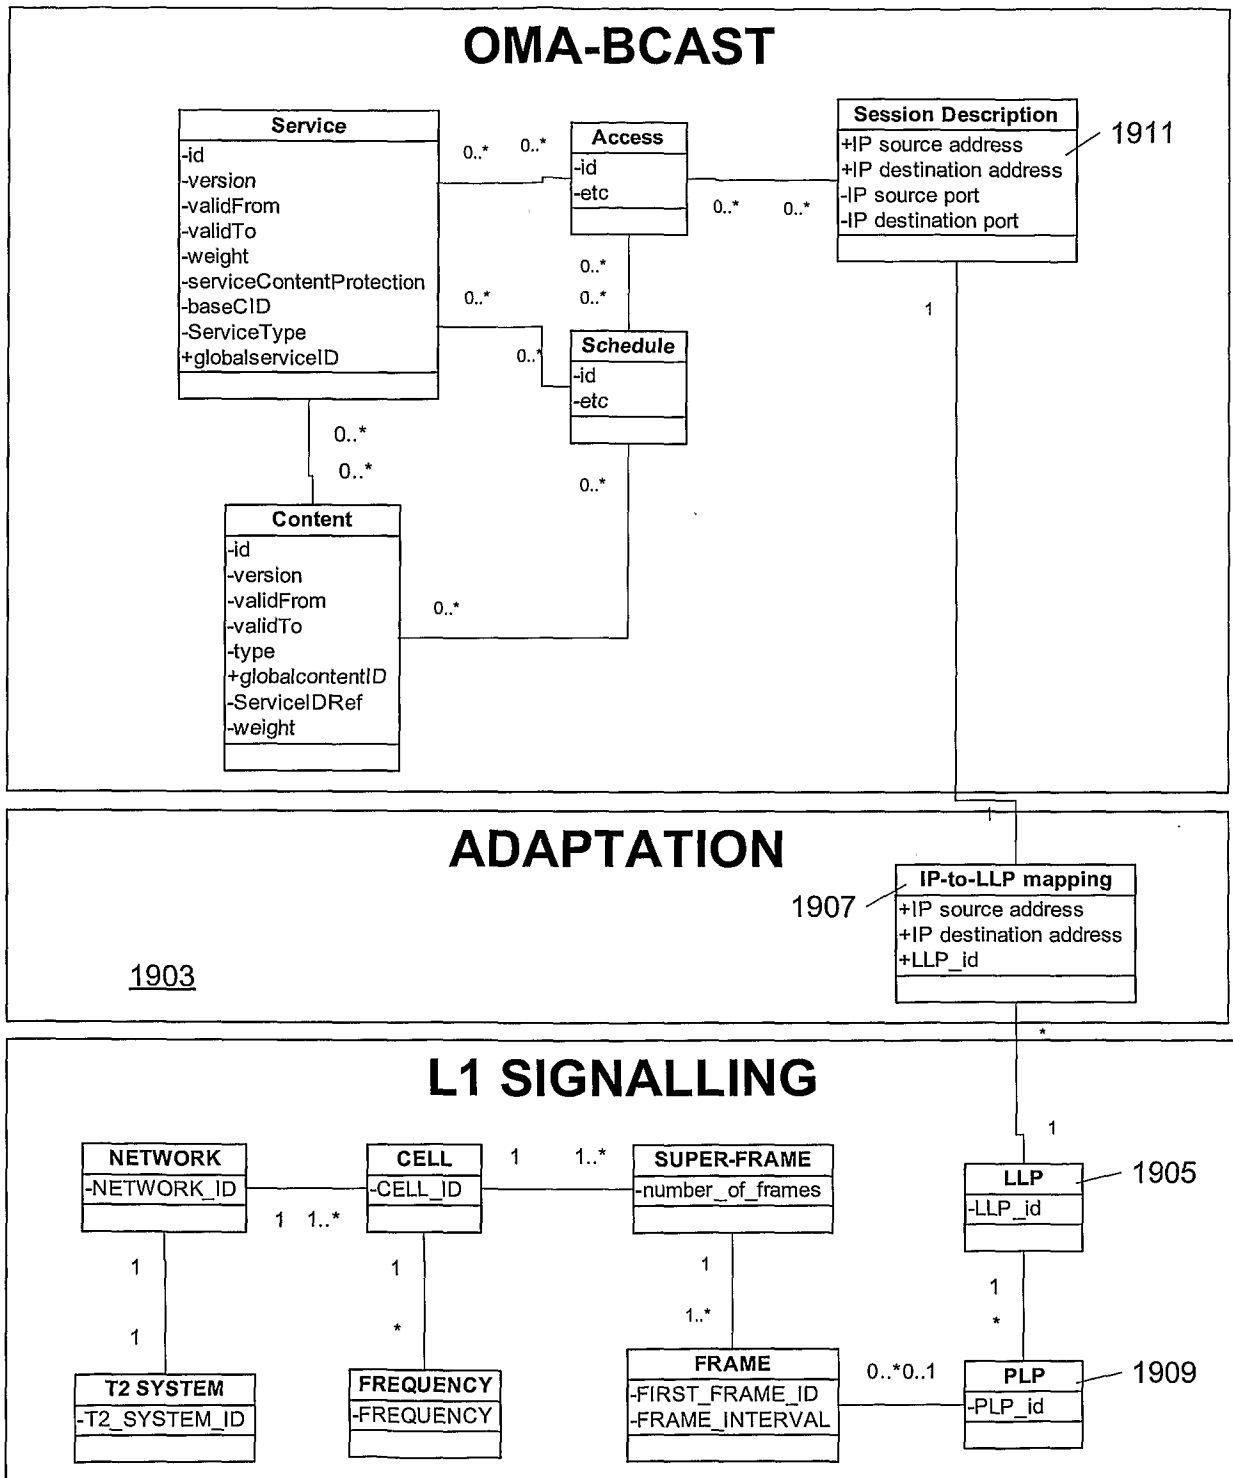 OMA-BCAST
Service
-id
-version
-validFrom
-validTo
-weight
-serviceContentProtection
-baseCID
-ServiceType
+globalserviceID
0..*
0..*
Access
-id
-etc
0..*
0..*
Session Description
+IP source address
+IP destination address
-IP source port
-IP destination port
1911
0..*
0..*
0..*
0..*
Schedule
-id
-etc
1
0..*
0..*
0..*
Content
-id
-version
-validFrom
-validTo
-type
+globalcontentID
-ServiceIDRef
-weight
0..*
1
ADAPTATION
IP-to-LLP mapping
+IP source address
+IP destination address
+LLP_id
1907
1903
*
L1 SIGNALLING
1
NETWORK
-NETWORK_ID
1 1..*
CELL
-CELL_ID
1 1..*
SUPER-FRAME
-number_of_frames
LLP
-LLP_id
1905
1
1
1
*
1
1..*
1
*
T2 SYSTEM
-T2_SYSTEM_ID
FREQUENCY
-FREQUENCY
FRAME
-FIRST_FRAME_ID
-FRAME_INTERVAL
0..*0..1
PLP
-PLP_id
1909